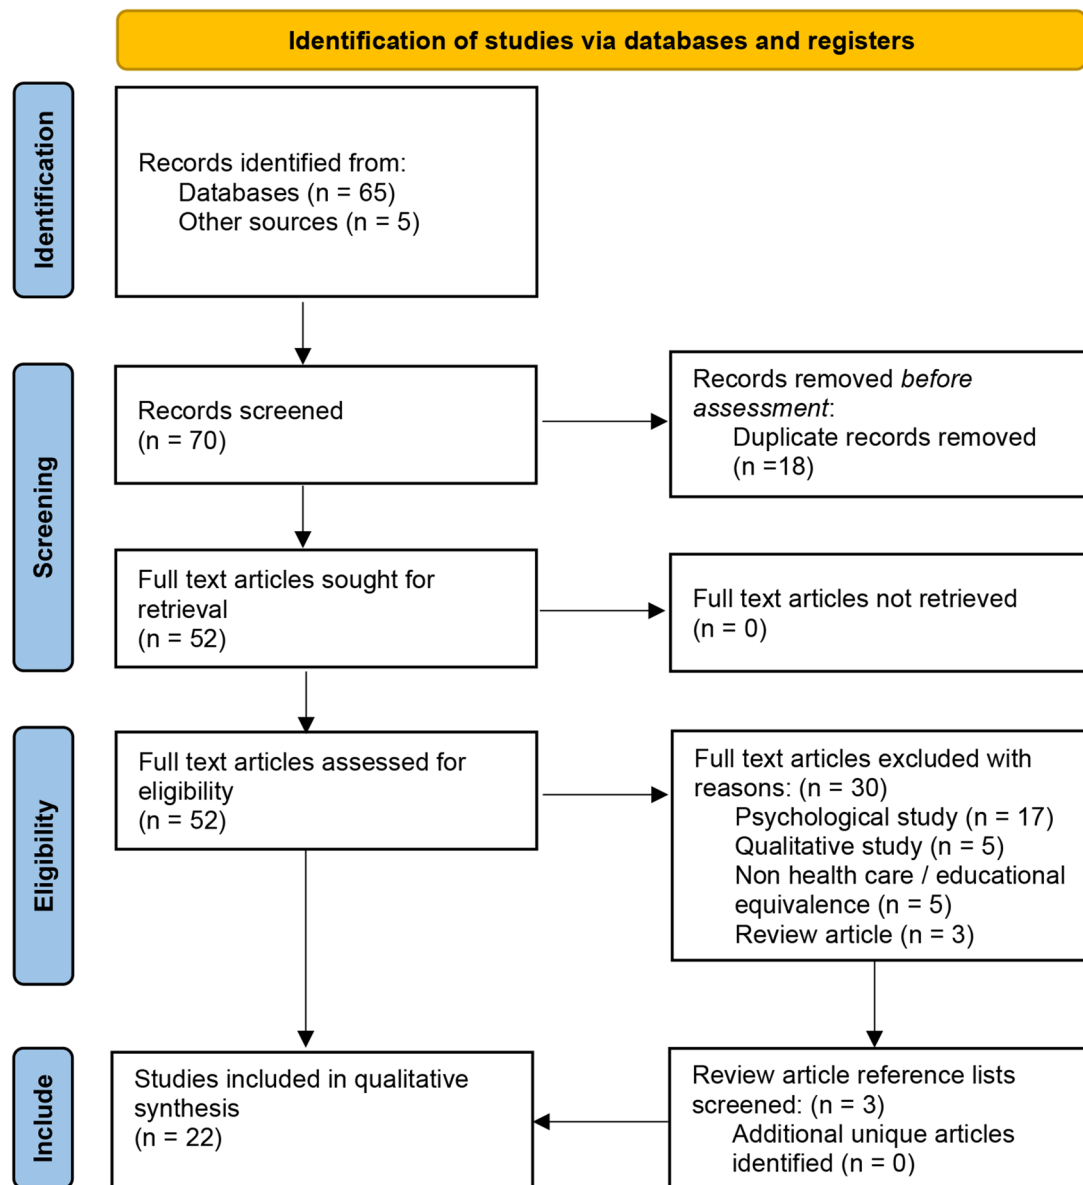 Identification of studies via databases and registers
Identification
Records identified from:
Databases (n = 65)
Other sources (n = 5)
Screening
Records screened
(n = 70)
Records removed before
assessment:
Duplicate records removed
(n =18)
Full text articles sought for
retrieval
(n = 52)
Full text articles not retrieved
(n = 0)
Eligibility
Full text articles assessed for
eligibility
(n = 52)
Full text articles excluded with
reasons: (n = 30)
Psychological study (n = 17)
Qualitative study (n = 5)
Non health care / educational
equivalence (n = 5)
Review article (n = 3)
Include
Studies included in qualitative
synthesis
(n = 22)
Review article reference lists
screened: (n = 3)
Additional unique articles
identified (n = 0)